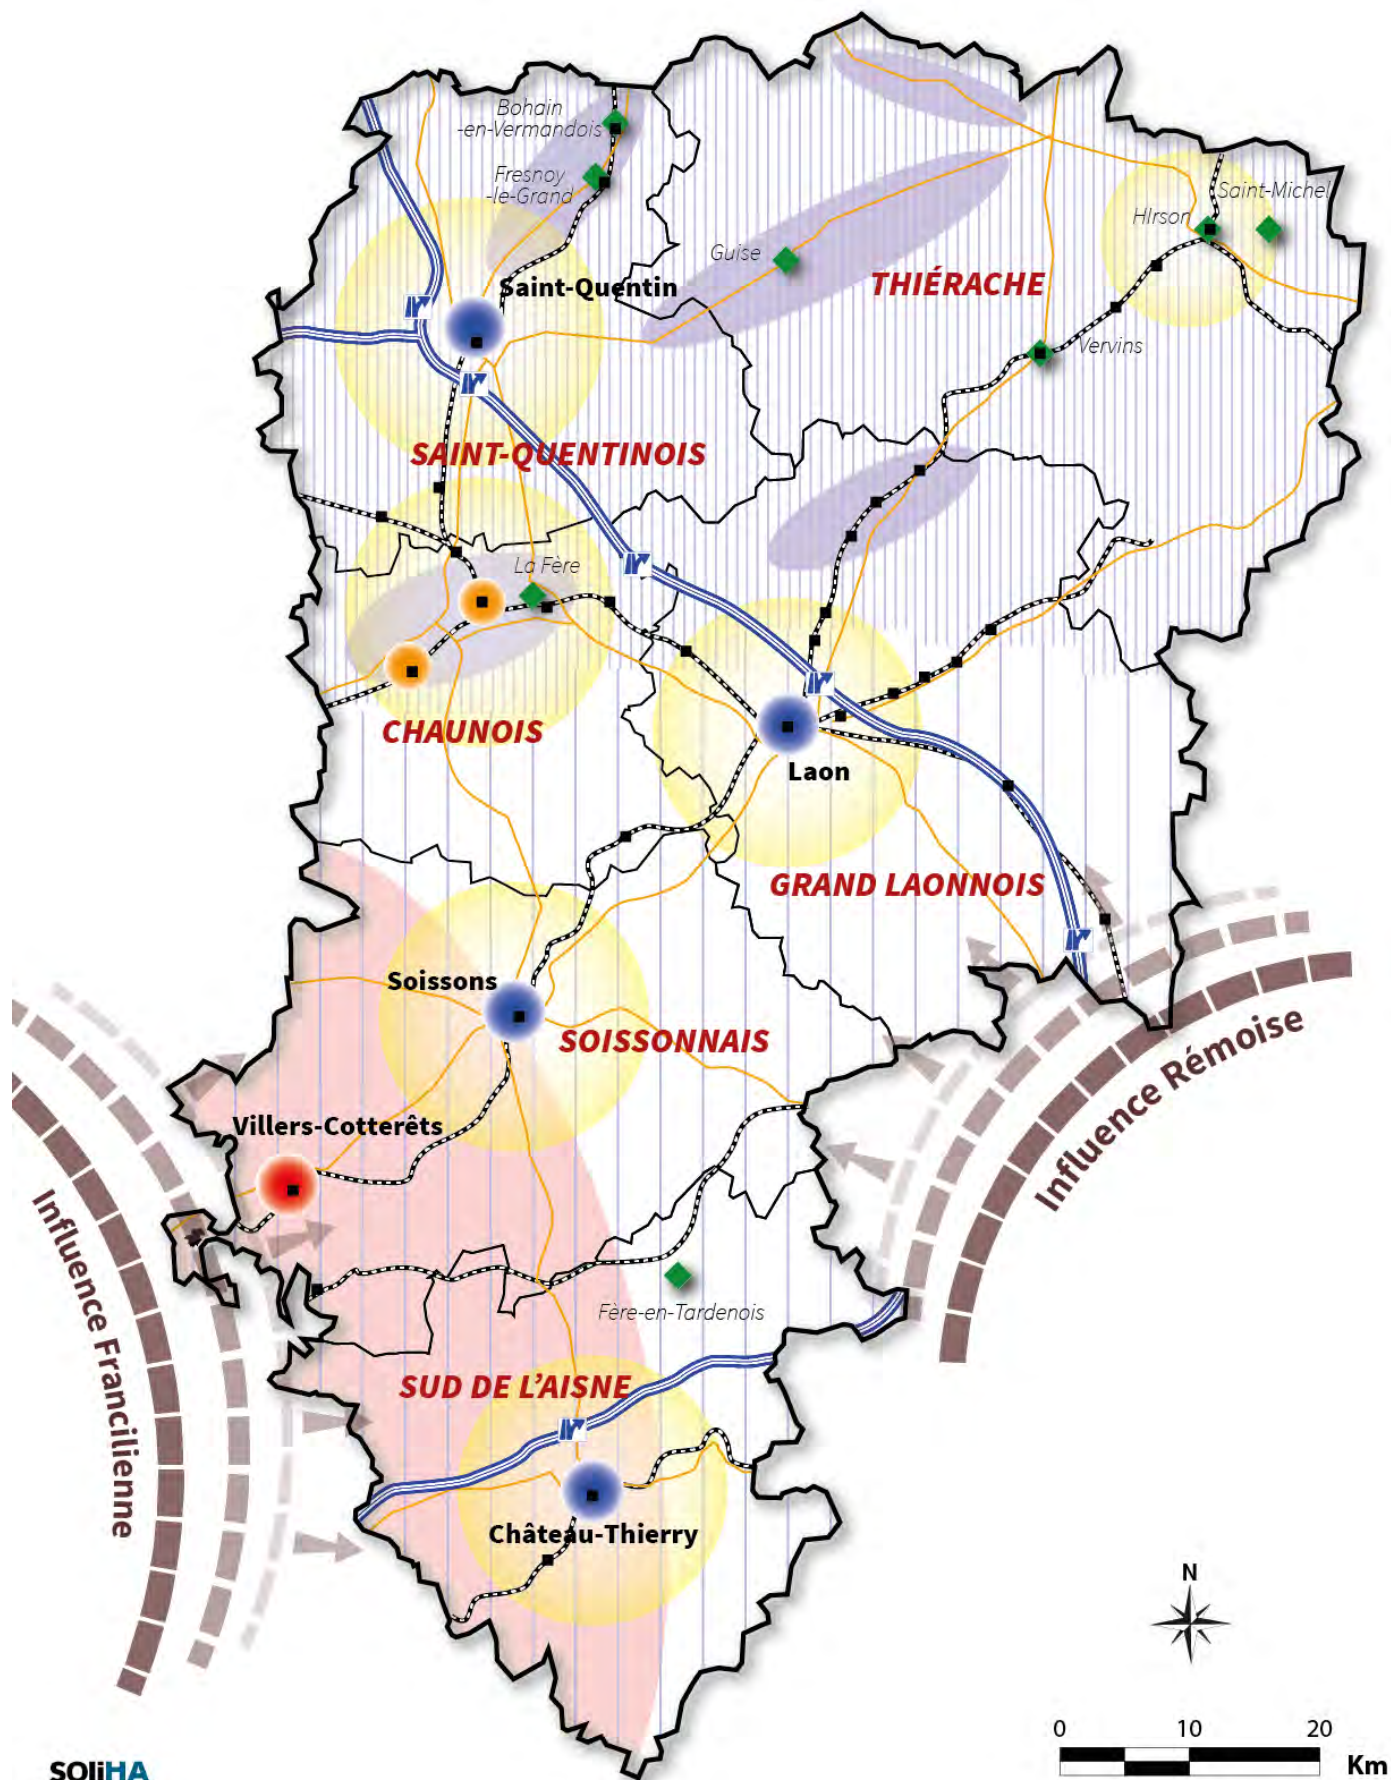 Bohain
-en-Vermandois
Fresnoy
-le-Grand
Saint-Michel
HIrson
Guise
THIÉRACHE
Saint-Quentin
Vervins
SAINT-QUENTINOIS
La Fère
CHAUNOIS
Laon
GRAND LAONNOIS
Soissons
SOISSONNAIS
Influence Rémoise
Villers-Cotterêts
Influence Francilienne
Fère-en-Tardenois
SUD DE L'AISNE
Château-Thierry
N
0 10 20
Km
SOliHA